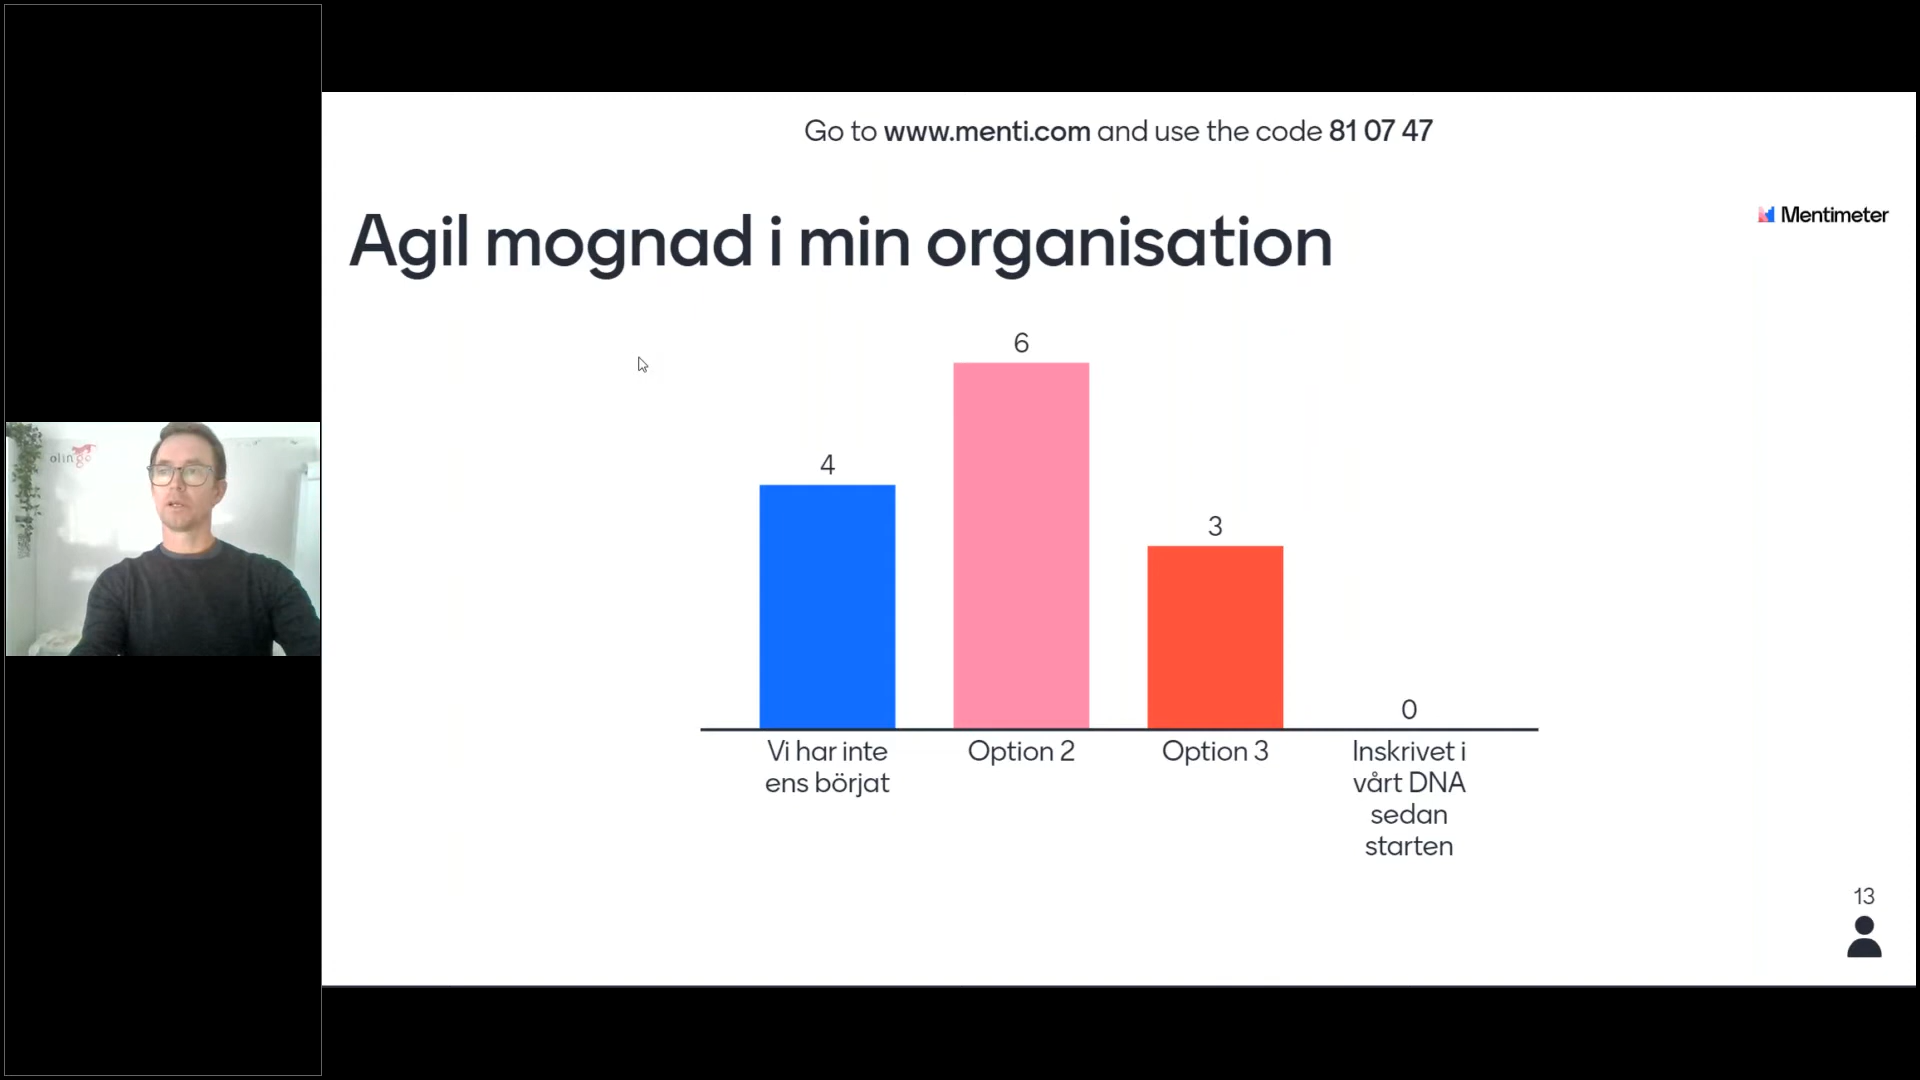 Go to www.menti.com and use the code 81 07 47
Agil mognad i min organisation
Mentimeter
6
4
3
0
Vi har inte
ens börjat
Option 2
Option 3
Inskrivet i
vårt DNA
sedan
starten
13
olingo